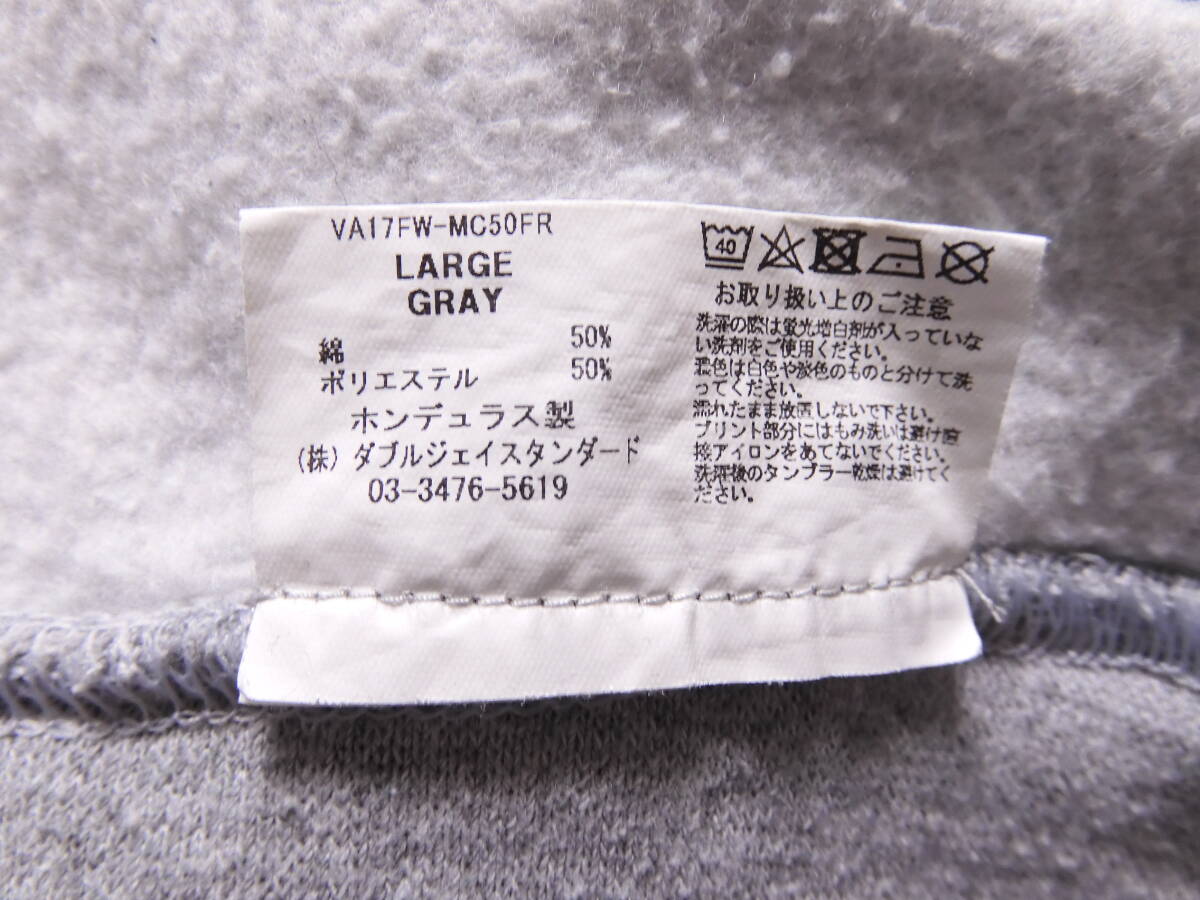 VA17FW-MC50FR
LARGE
GRAY
綿 50%
ポリエステル 50%
ホンデュラス製
(株) ダブルジェイスタンダード
03-3476-5619
40
お取り扱い上のご注意
洗濯の際は蛍光増白剤が入っていな
い洗剤をご使用ください。
濃色は白色や淡色のものと分けて洗
ってください。
濡れたまま放置しないで下さい。
プリント部分にはもみ洗いは避け直
接アイロンをあてないでください。
洗濯後のタンブラー乾燥は避けてく
ださい。